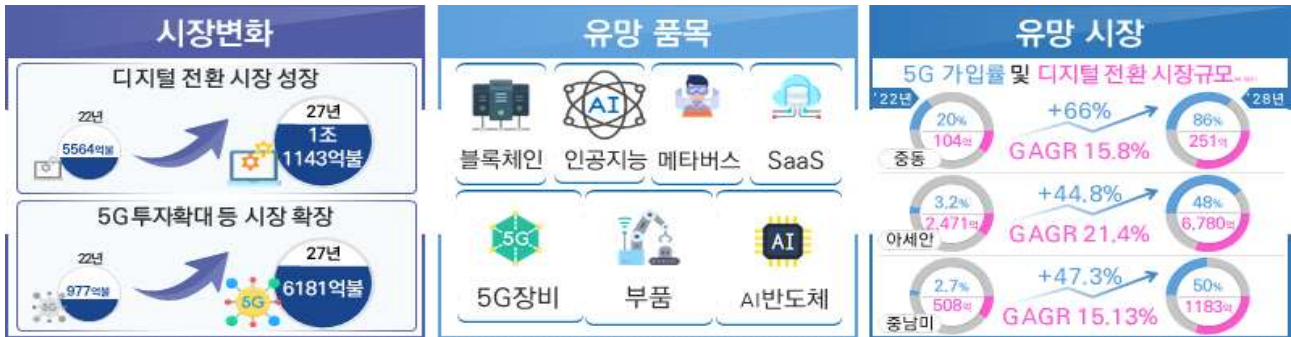 시장변화
디지털 전환 시장 성장
22년
5564억불
27년
1조
1143억불
5G투자확대 등 시장 확장
22년
977억불
27년
6181억불
5G
5G
유망 품목
AI
블록체인
인공지능
메타버스
SaaS
5G
AI
5G장비
부품
AI반도체
유망 시장
5G 가입률 및 디지털 전환 시장규모
'22년
'28년
20%
104억
중동
+66%
GAGR 15.8%
86%
251억
3.2%
2,471억
아세안
+44.8%
GAGR 21.4%
48%
6,780억
2.7%
508억
중남미
+47.3%
GAGR 15.13%
50%
1183억